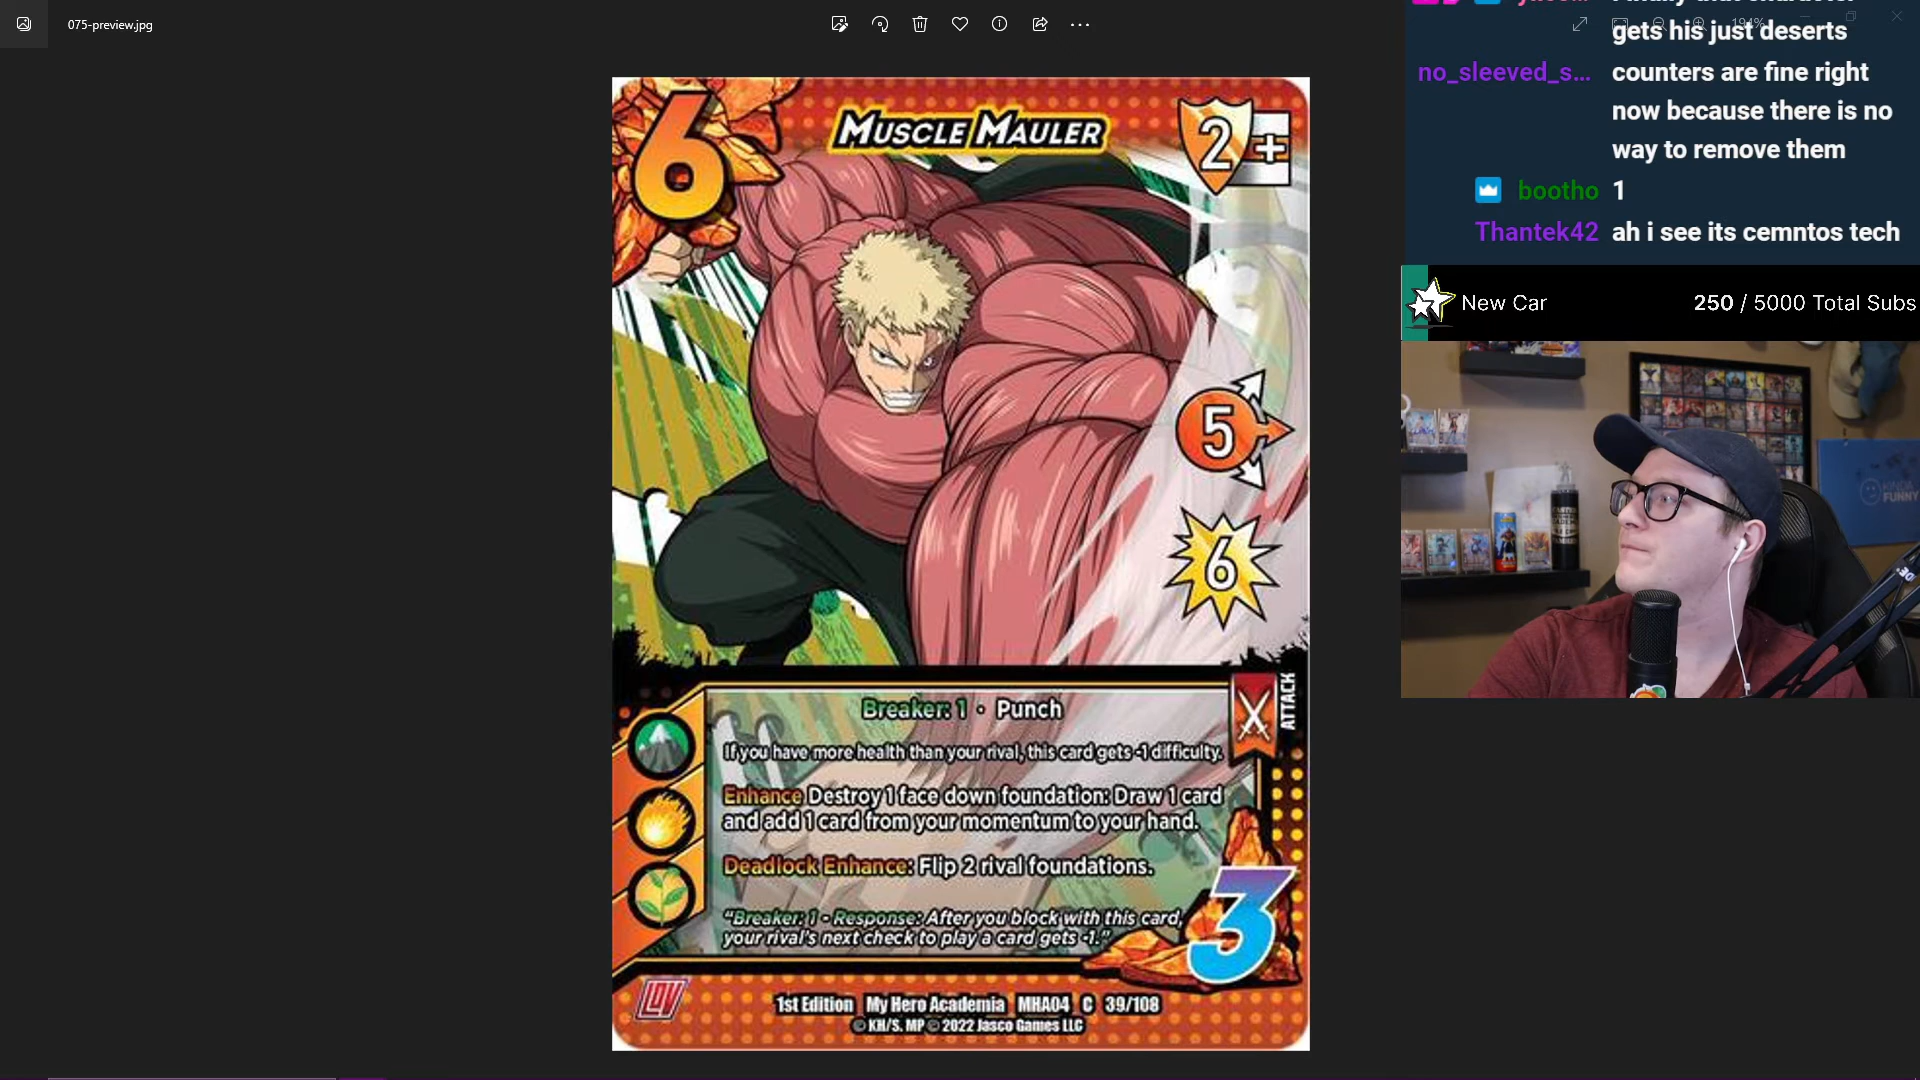 075-preview.jpg
194%
gets his just deserts
no_sleeved_s... counters are fine right
now because there is no
way to remove them
bootho 1
Thantek42 ah i see its cemntos tech
New Car 250 / 5000 Total Subs
6
MUSCLE MAULER
2 +
5
6
ATTACK
Breaker: 1 · Punch
If you have more health than your rival, this card gets -1 difficulty.
Enhance Destroy 1 face down foundation: Draw 1 card
and add 1 card from your momentum to your hand.
Deadlock Enhance: Flip 2 rival foundations.
"Breaker: 1 - Response: After you block with this card,
your rival's next check to play a card gets -1."
3
LOV
1st Edition My Hero Academia MHA04 C 39/108
© KH/S. MP © 2022 Jasco Games LLC
KINDA
FUNNY